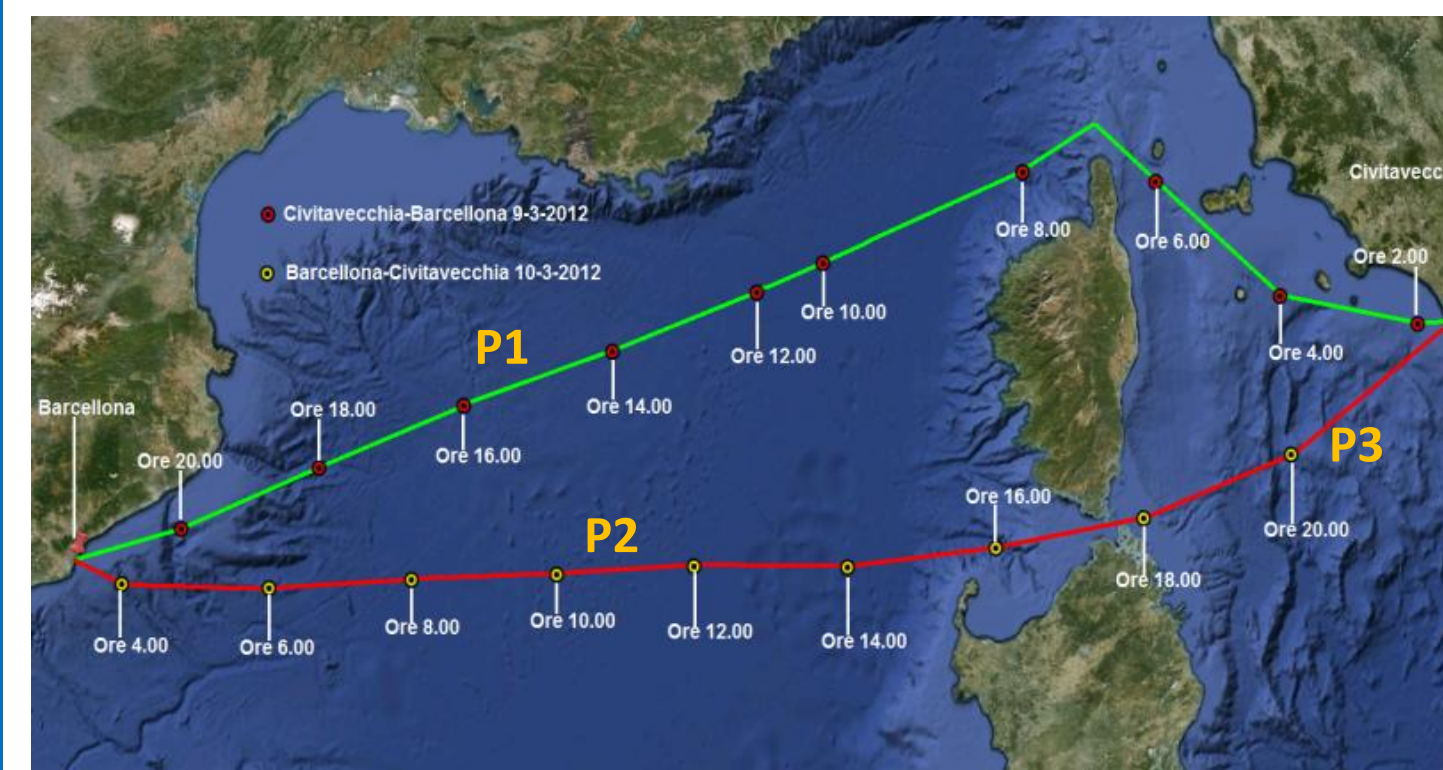 Civitavecc
Civitavecchia-Barcellona 9-3-2012
Ore 8.00
Ore 6.00
Ore 2.00
Barcellona-Civitavecchia 10-3-2012
Ore 10.00
P1
Ore 12.00
Ore 4.00
Barcellona
Ore 18.00
Ore 14.00
Ore 16.00
P3
Ore 20.00
Ore 16.00
P2
Ore 20.00
Ore 18.00
Ore 4.00
Ore 6.00
Ore 8.00
Ore 10.00
Ore 12.00
Ore 14.00